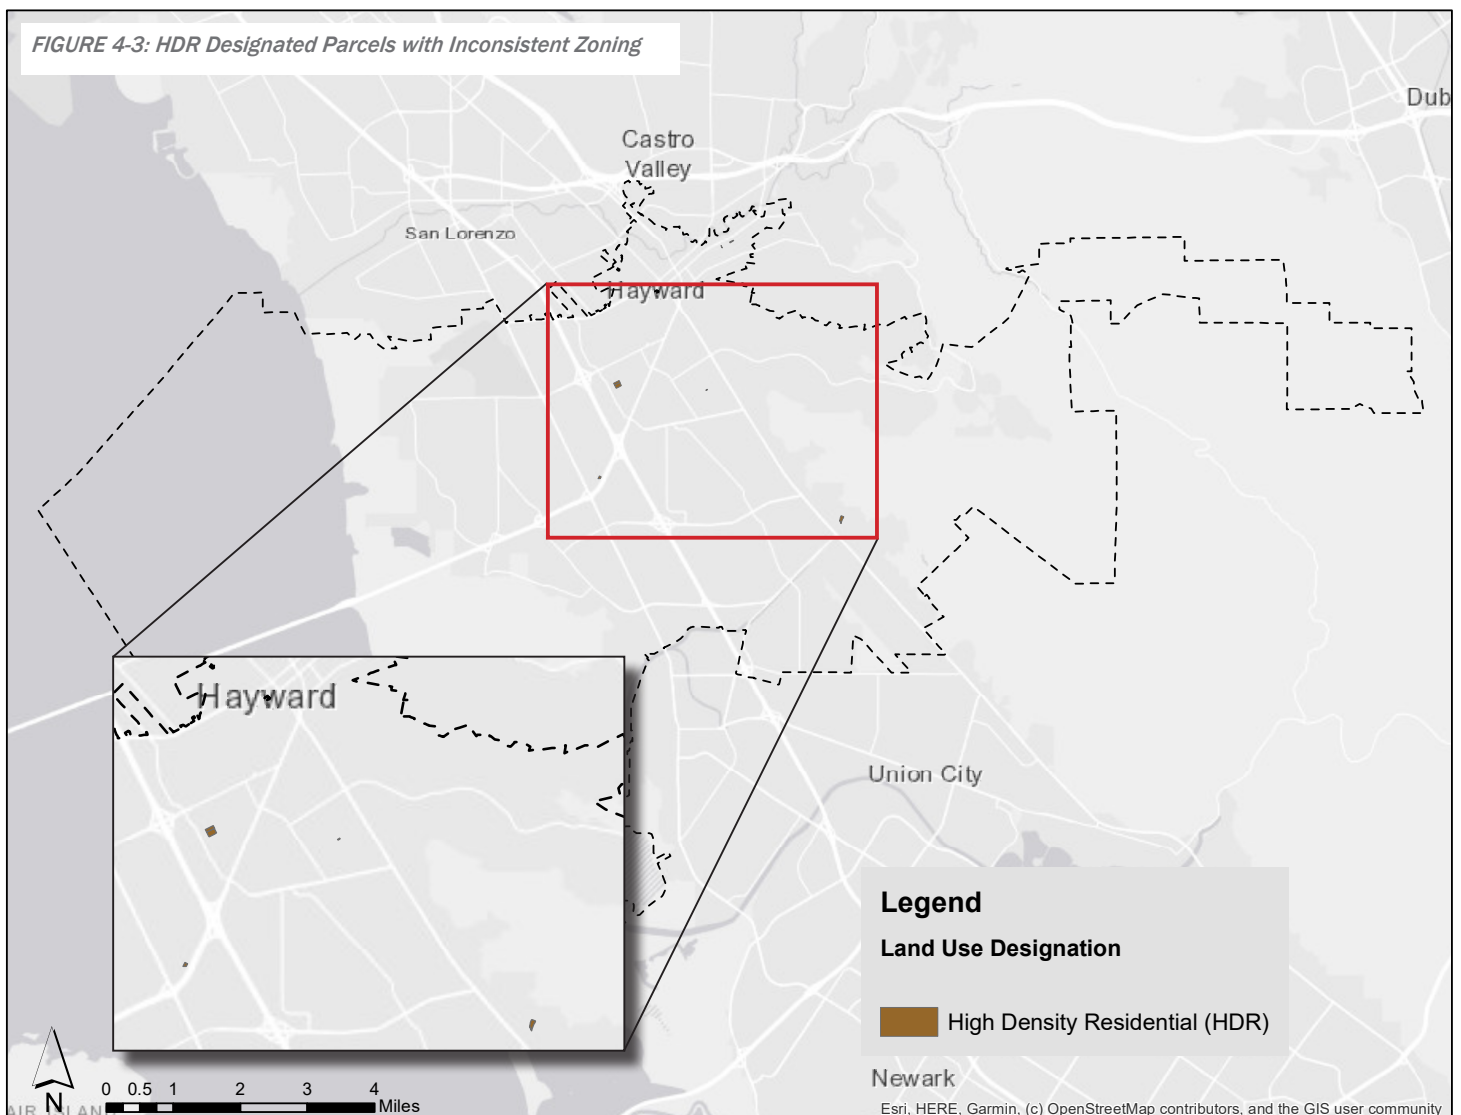 FIGURE 4-3: HDR Designated Parcels with Inconsistent Zoning
Dub
Castro
Valley
San Lorenzo
Hayward
Hayward
Union City
Legend
Land Use Designation
High Density Residential (HDR)
Newark
N
0 0.5 1 2 3 4
Miles
Esri, HERE, Garmin, (c) OpenStreetMap contributors, and the GIS user community